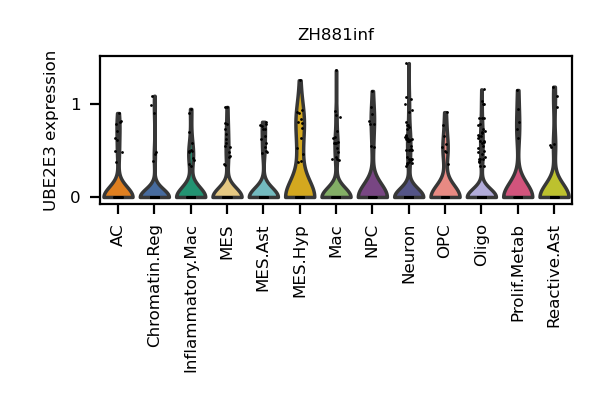 ZH881inf
UBE2E3 expression
1
0
AC
Chromatin.Reg
Inflammatory.Mac
MES
MES.Ast
MES.Hyp
Mac
NPC
Neuron
OPC
Oligo
Prolif.Metab
Reactive.Ast